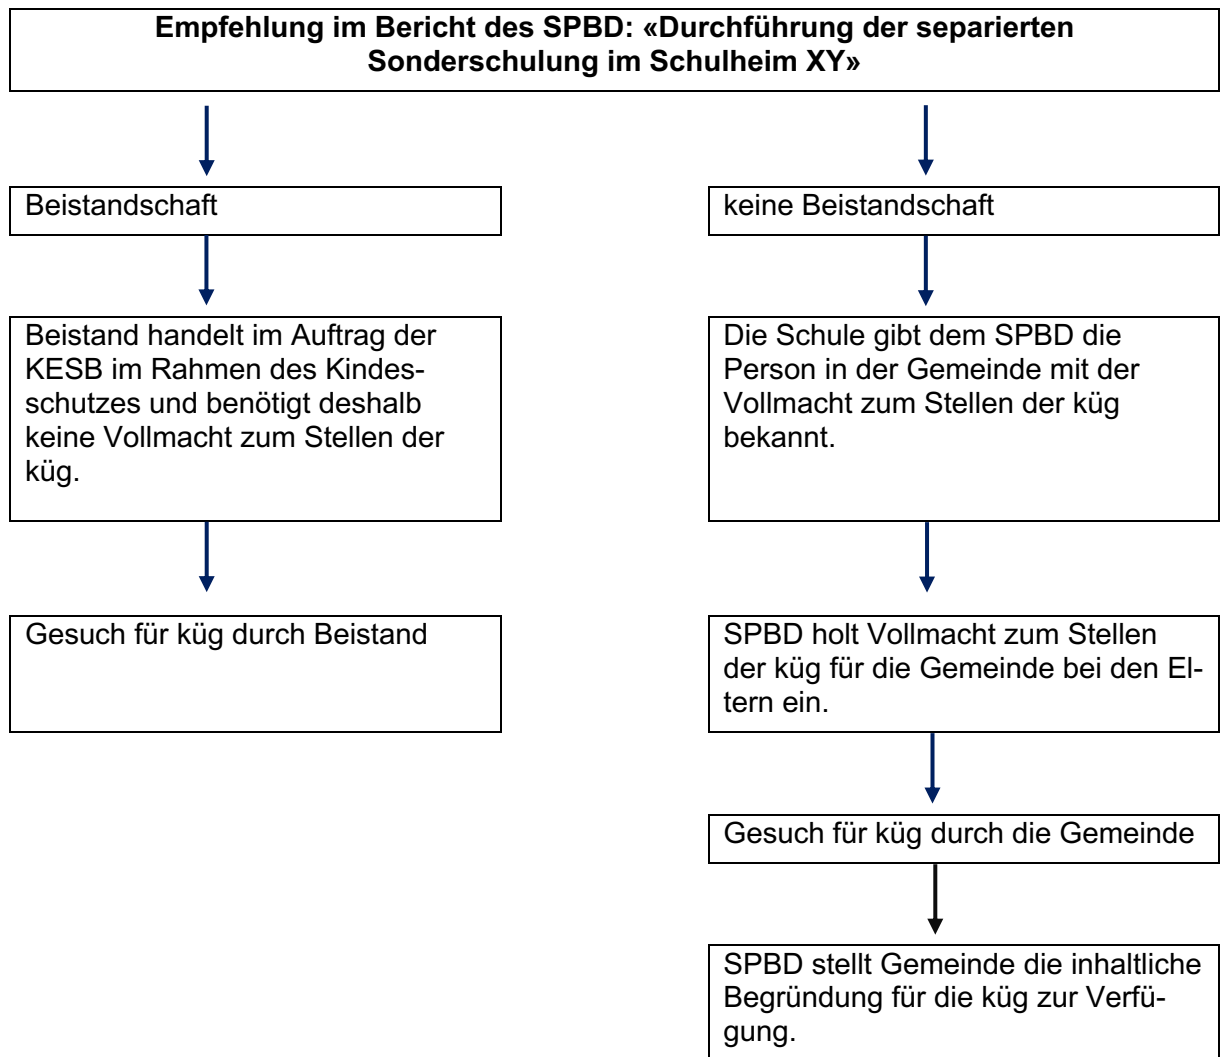 Empfehlung im Bericht des SPBD: «Durchführung der separierten
Sonderschulung im Schulheim XY»
Beistandschaft
keine Beistandschaft
Beistand handelt im Auftrag der
KESB im Rahmen des Kindes-
schutzes und benötigt deshalb
keine Vollmacht zum Stellen der
küg.
Die Schule gibt dem SPBD die
Person in der Gemeinde mit der
Vollmacht zum Stellen der küg
bekannt.
Gesuch für küg durch Beistand
SPBD holt Vollmacht zum Stellen
der küg für die Gemeinde bei den El-
tern ein.
Gesuch für küg durch die Gemeinde
SPBD stellt Gemeinde die inhaltliche
Begründung für die küg zur Verfü-
gung.